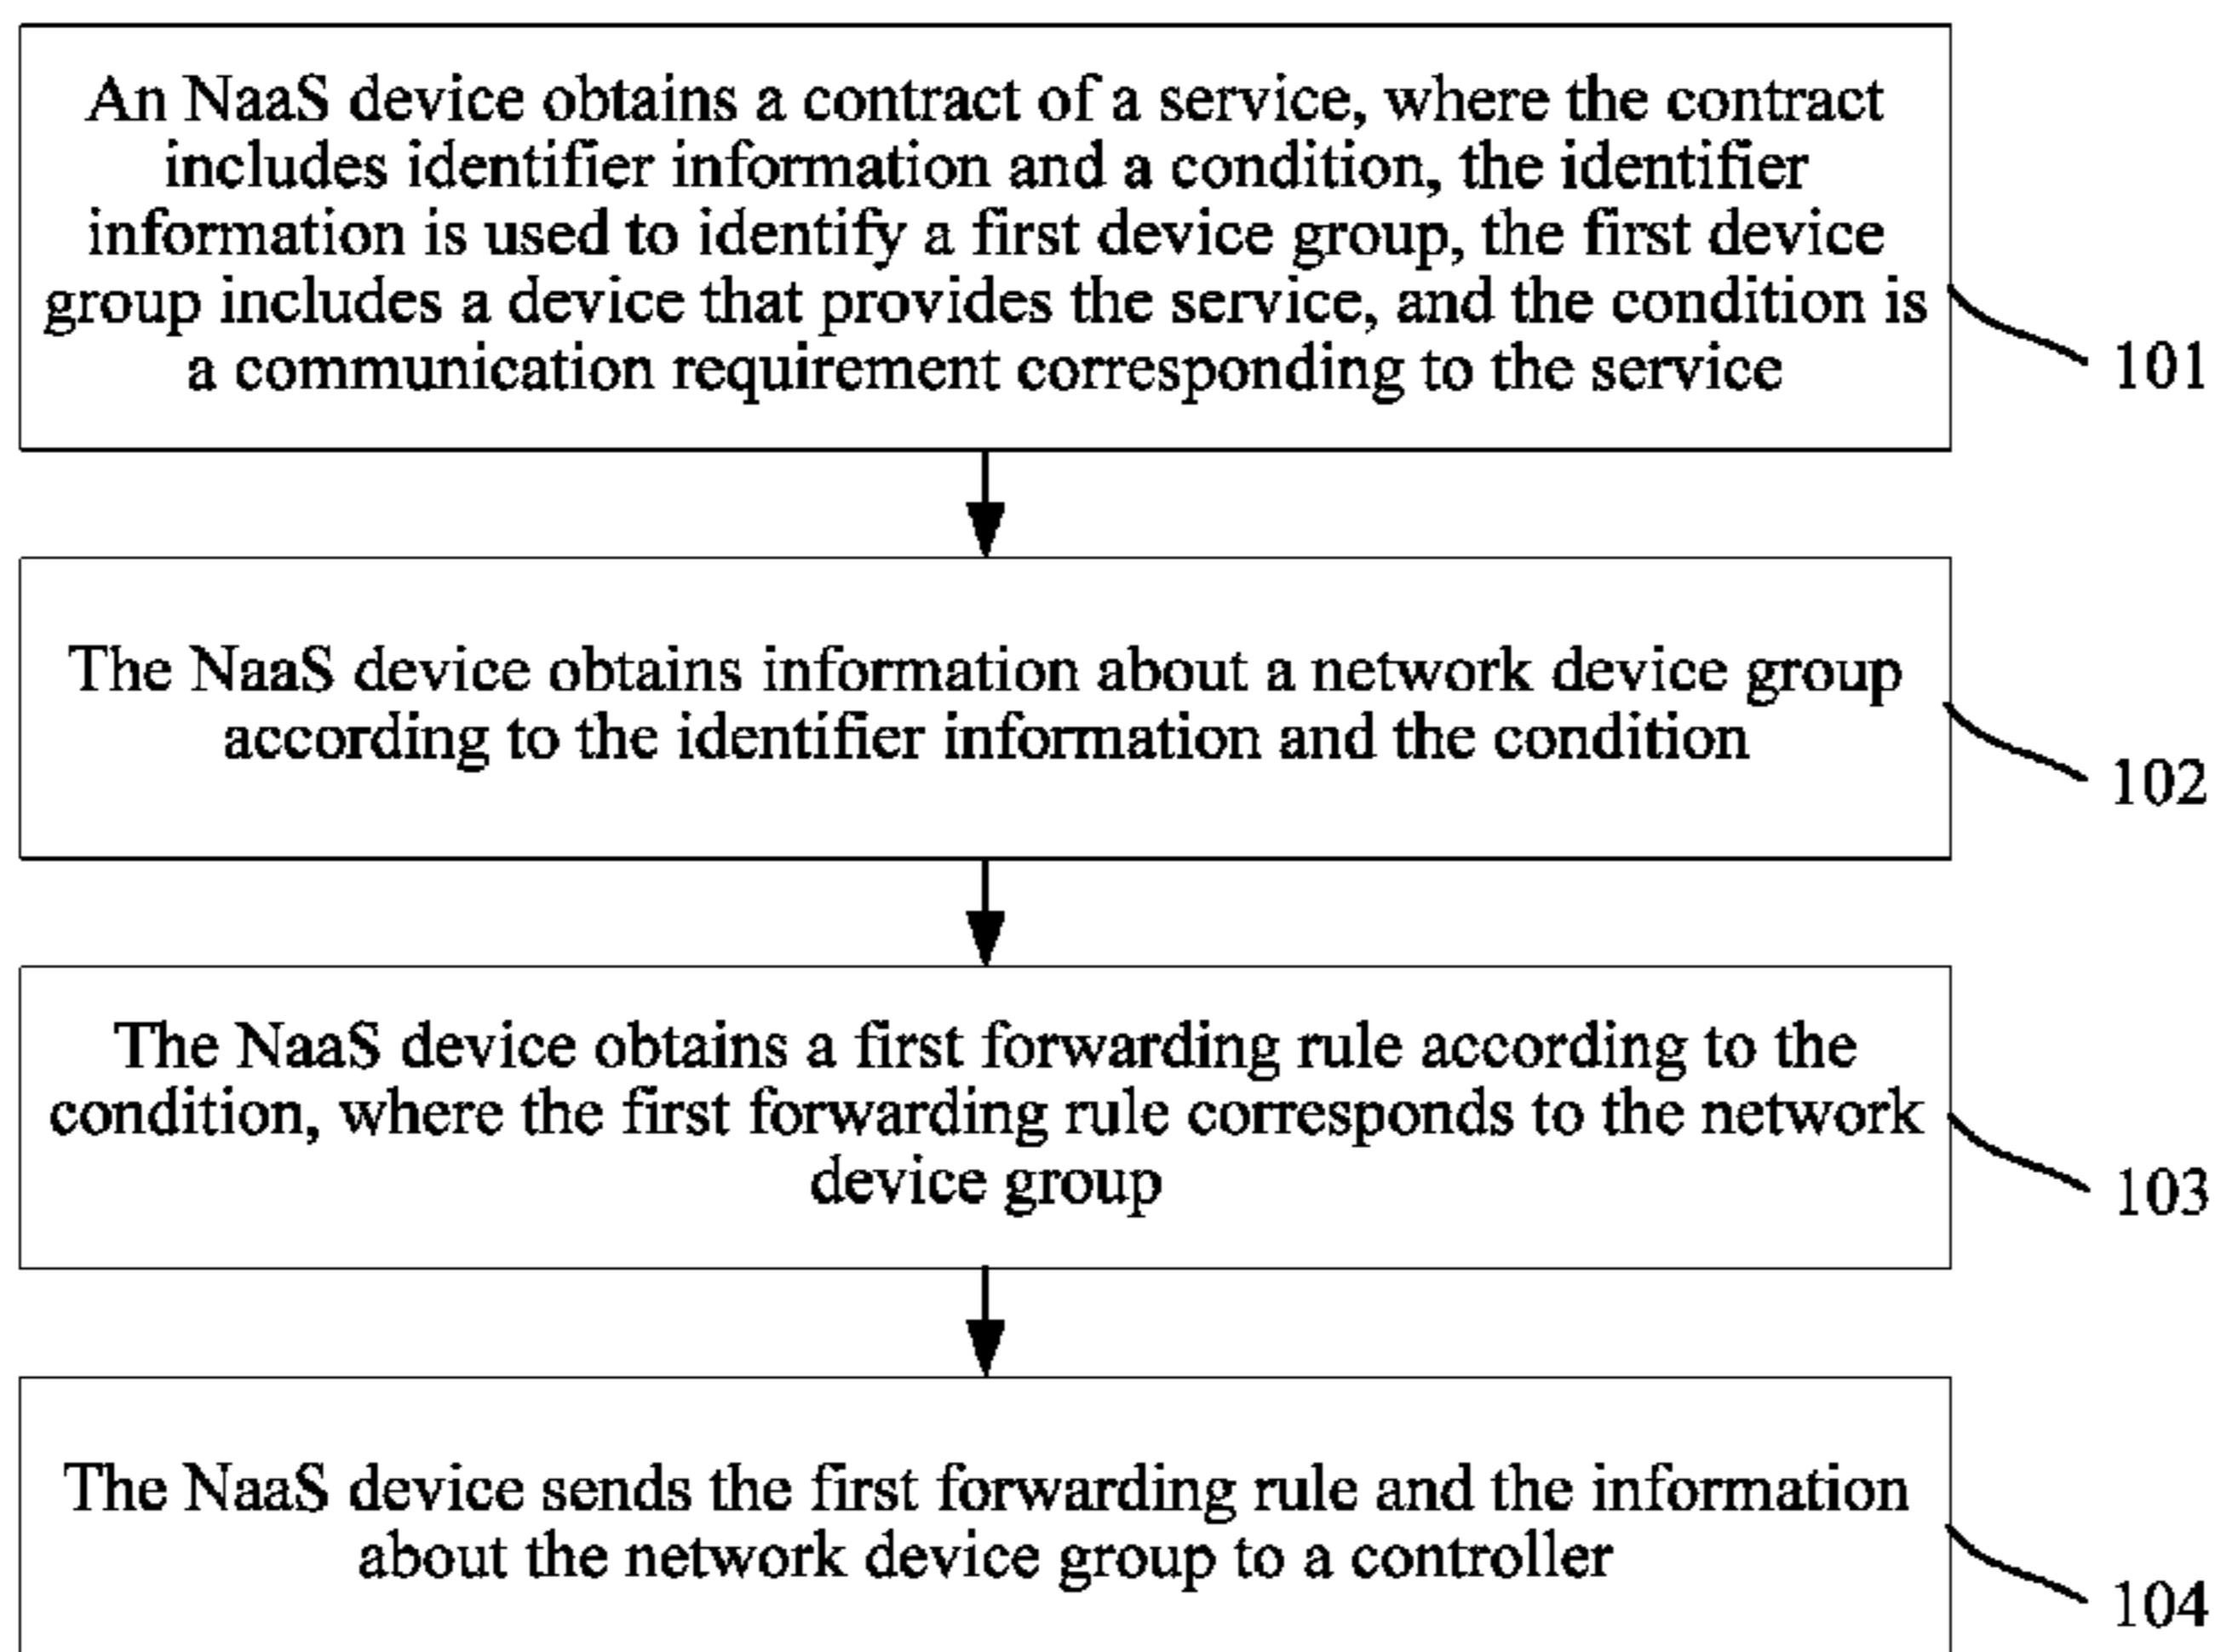 An NaaS device obtains a contract of a service, where the contract
includes identifier information and a condition, the identifier
information is used to identify a first device group, the first device
group includes a device that provides the service, and the condition is
a communication requirement corresponding to the service
101
The NaaS device obtains information about a network device group
according to the identifier information and the condition
102
The NaaS device obtains a first forwarding rule according to the
condition, where the first forwarding rule corresponds to the network
device group
103
The NaaS device sends the first forwarding rule and the information
about the network device group to a controller
104